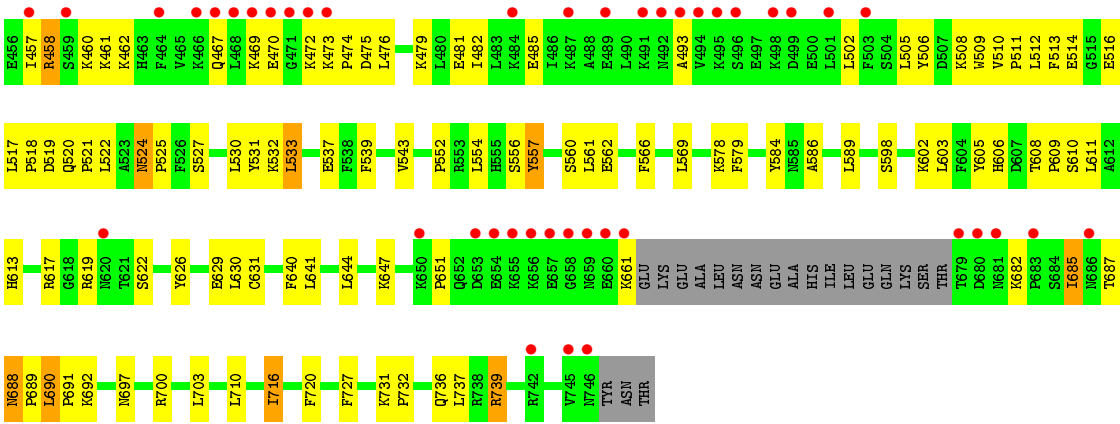 E456 I457 R458 S459 K460 K461 K462 H463 F464 V465 K466 Q467 L468 K469 E470 G471 K472 K473 P474 D475 L476 K479 L480 E481 I482 L483 K484 E485 I486 K487 A488 E489 L490 K491 N492 A493 V494 K495 S496 E497 K498 D499 E500 L501 L502 F503 S504 L505 Y506 D507 K508 W509 V510 P511 L512 F513 E514 G515 E516
L517 P518 D519 Q520 P521 L522 A523 N524 P525 F526 S527 L530 Y531 K532 L533 E537 F538 F539 V543 P552 R553 L554 H555 S556 Y557 S560 L561 E562 F566 L569 K578 F579 Y584 N585 A586 L589 S598 K602 L603 F604 Y605 H606 D607 T608 P609 S610 L611 A612
H613 R617 G618 R619 N620 T621 S622 Y626 E629 L630 C631 F640 L641 L644 K647 K650 P651 Q652 D653 E654 K655 K656 E657 G658 N659 E660 K661 GLU LYS GLU ALA LEU ASN ASN GLU ALA HIS ILE LEU GLU GLN LYS SER THR T679 D680 N681 K682 P683 S684 I685 N686 T687
N688 P689 L690 P691 K692 N697 R700 L703 L710 I716 F720 F727 K731 P732 Q736 L737 R738 R739 R742 V745 N746 TYR ASN THR